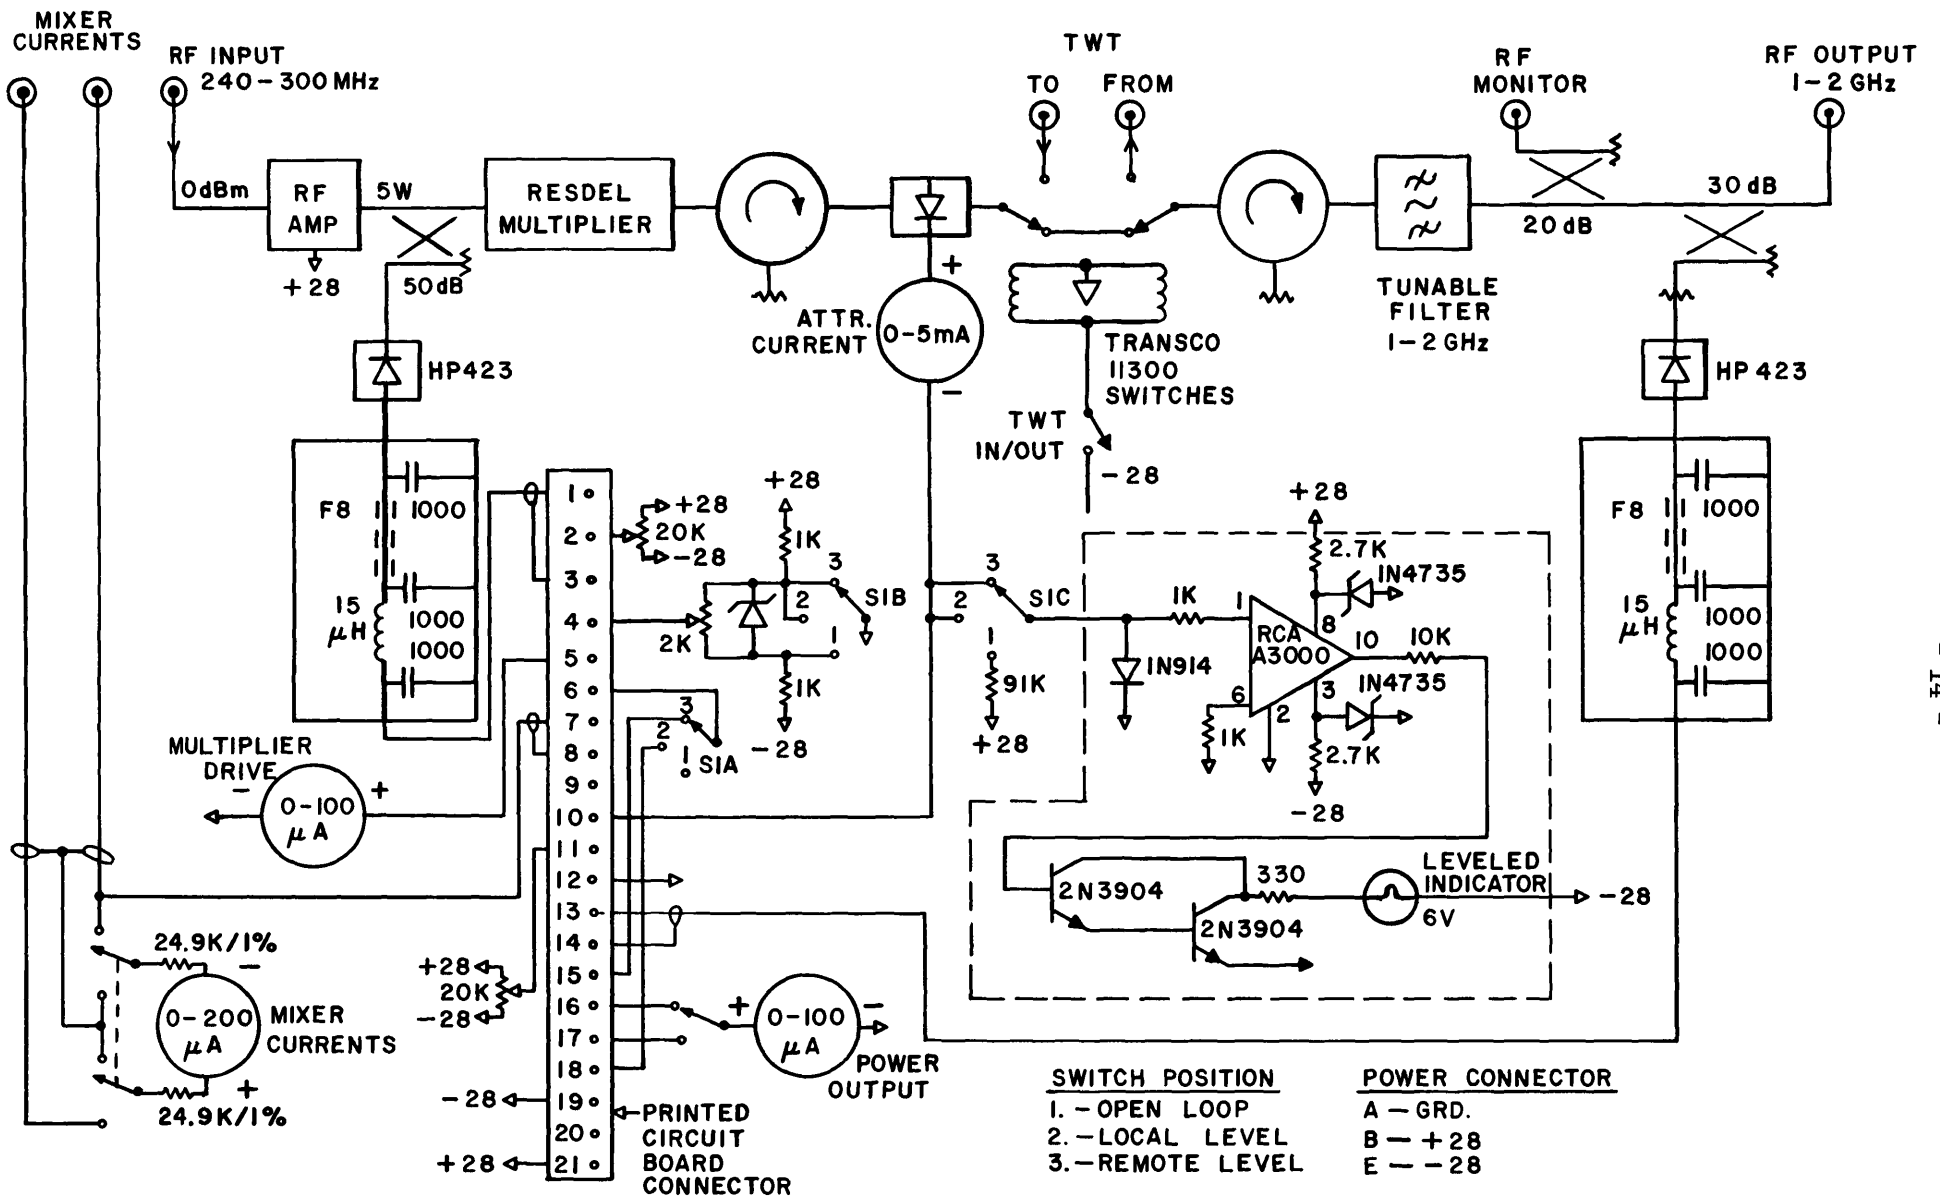 MIXER
CURRENTS
RF INPUT
240-300 MHz
TWT
TO FROM
RF
MONITOR
RF OUTPUT
1-2 GHz
0dBm
RF
AMP
+28
5W
50dB
RESDEL
MULTIPLIER
ATTR.
CURRENT
+
0-5mA
-
TRANSCO
11300
SWITCHES
TWT
IN/OUT
-28
TUNABLE
FILTER
1-2 GHz
20dB
30dB
HP423
HP423
F8
1000
15
μH
1000
1000
F8
1000
15
μH
1000
1000
1
2
3
4
5
6
7
8
9
10
11
12
13
14
15
16
17
18
19
20
21
+28
20K
-28
+28
1K
3
2
1
S1B
2K
1K
-28
3
2
1
S1A
3
2
1
S1C
91K
+28
1N914
1K
1
RCA
A3000
6
1K
2
8
10
3
+28
2.7K
1N4735
10K
1N4735
2.7K
-28
2N3904
2N3904
330
LEVELED
INDICATOR
6V
-28
MULTIPLIER
DRIVE
-
+
0-100
μA
24.9K/1%
-
0-200
μA
MIXER
CURRENTS
+
24.9K/1%
+28
20K
-28
-28
+28
+
0-100
μA
-
POWER
OUTPUT
PRINTED
CIRCUIT
BOARD
CONNECTOR
SWITCH POSITION
1. - OPEN LOOP
2. - LOCAL LEVEL
3. - REMOTE LEVEL
POWER CONNECTOR
A - GRD.
B - +28
E - -28
- 14 -